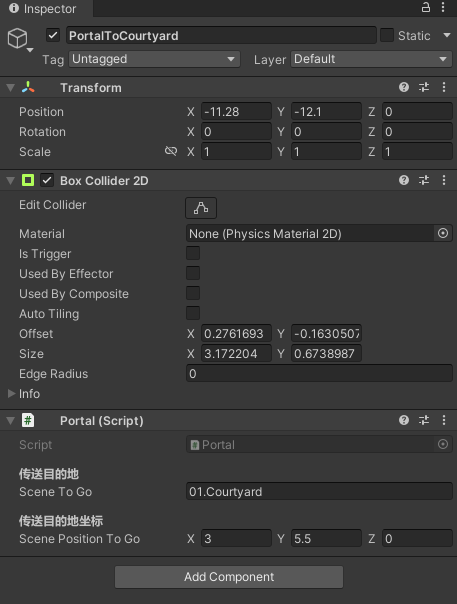 Inspector
PortalToCourtyard Static
Tag Untagged Layer Default
Transform
Position X -11.28 Y -12.1 Z 0
Rotation X 0 Y 0 Z 0
Scale X 1 Y 1 Z 1
Box Collider 2D
Edit Collider
Material None (Physics Material 2D)
Is Trigger
Used By Effector
Used By Composite
Auto Tiling
Offset X 0.2761693 Y -0.1630507
Size X 3.172204 Y 0.6738987
Edge Radius 0
Info
# Portal (Script)
Script # Portal
传送目的地
Scene To Go 01.Courtyard
传送目的地坐标
Scene Position To Go X 3 Y 5.5 Z 0
Add Component